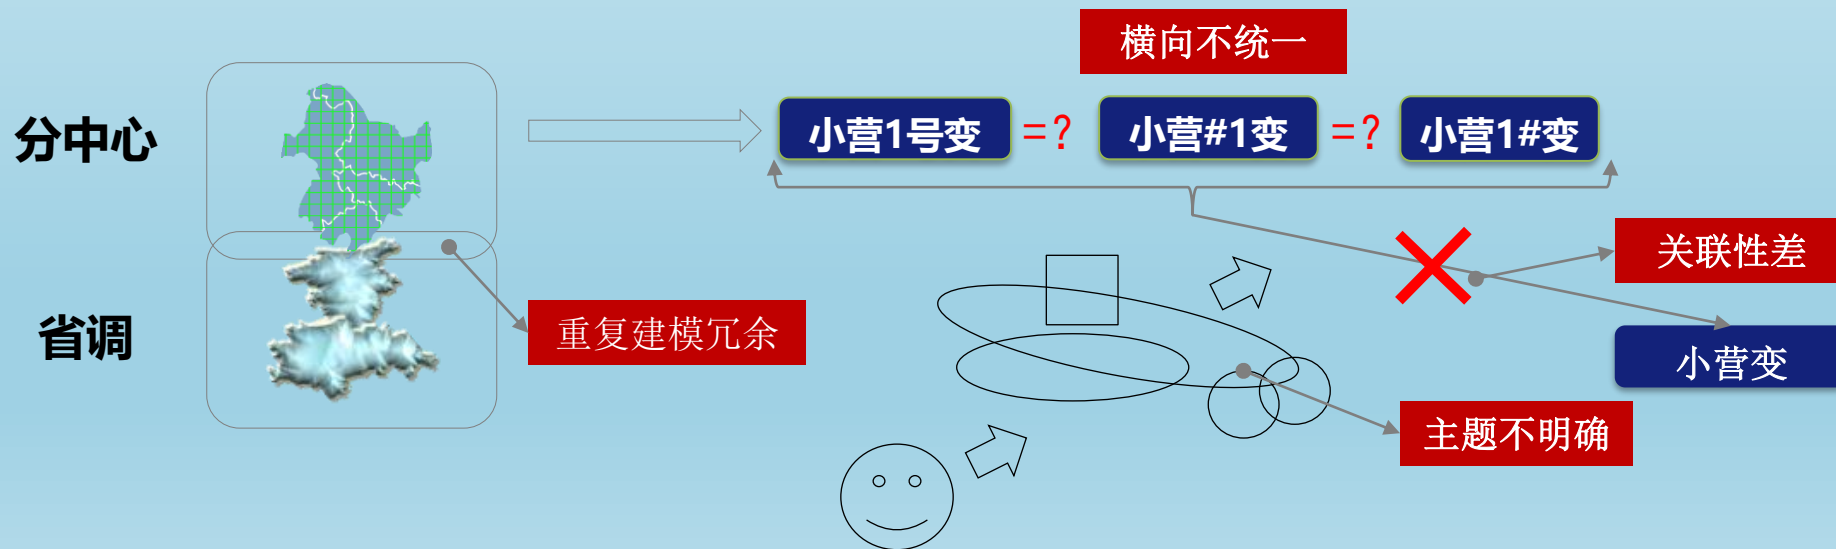 横向不统一
分中心
小营1号变 =? 小营#1变 =? 小营1#变
关联性差
省调
重复建模冗余
小营变
主题不明确